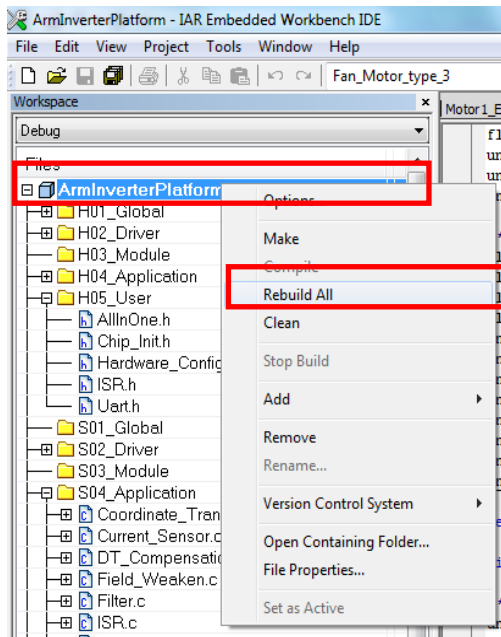 ArmInverterPlatform - IAR Embedded Workbench IDE
File Edit View Project Tools Window Help
Fan_Motor_type_3
Workspace
Motor1_E
Debug
Files
ArmInverterPlatform
H01_Global
H02_Driver
H03_Module
H04_Application
H05_User
AllInOne.h
Chip_Init.h
Hardware_Config
ISR.h
Uart.h
S01_Global
S02_Driver
S03_Module
S04_Application
Coordinate_Tran
Current_Sensor.c
DT_Compensatio
Field_Weaken.c
Filter.c
ISR.c
Options...
Make
Compile
Rebuild All
Clean
Stop Build
Add
Remove
Rename...
Version Control System
Open Containing Folder...
File Properties...
Set as Active